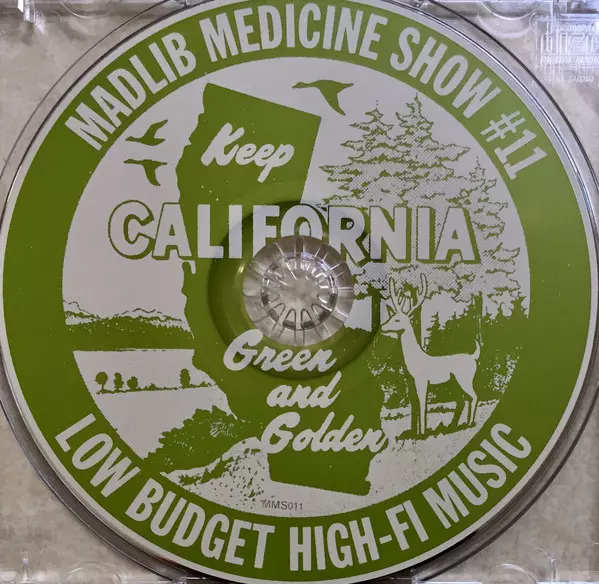 MADLIB MEDICINE SHOW #11
Keep
CALIFORNIA
Green
and
Golden
MMS011
LOW BUDGET HIGH-FI MUSIC